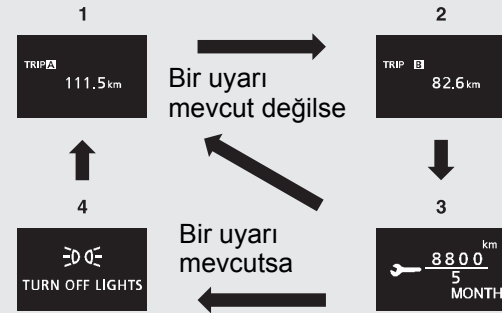 1
TRIP A
111.5 km
Bir uyarı
mevcut değilse
2
TRIP B
82.6 km
4
TURN OFF LIGHTS
Bir uyarı
mevcutsa
3
km
8800
5
MONTH